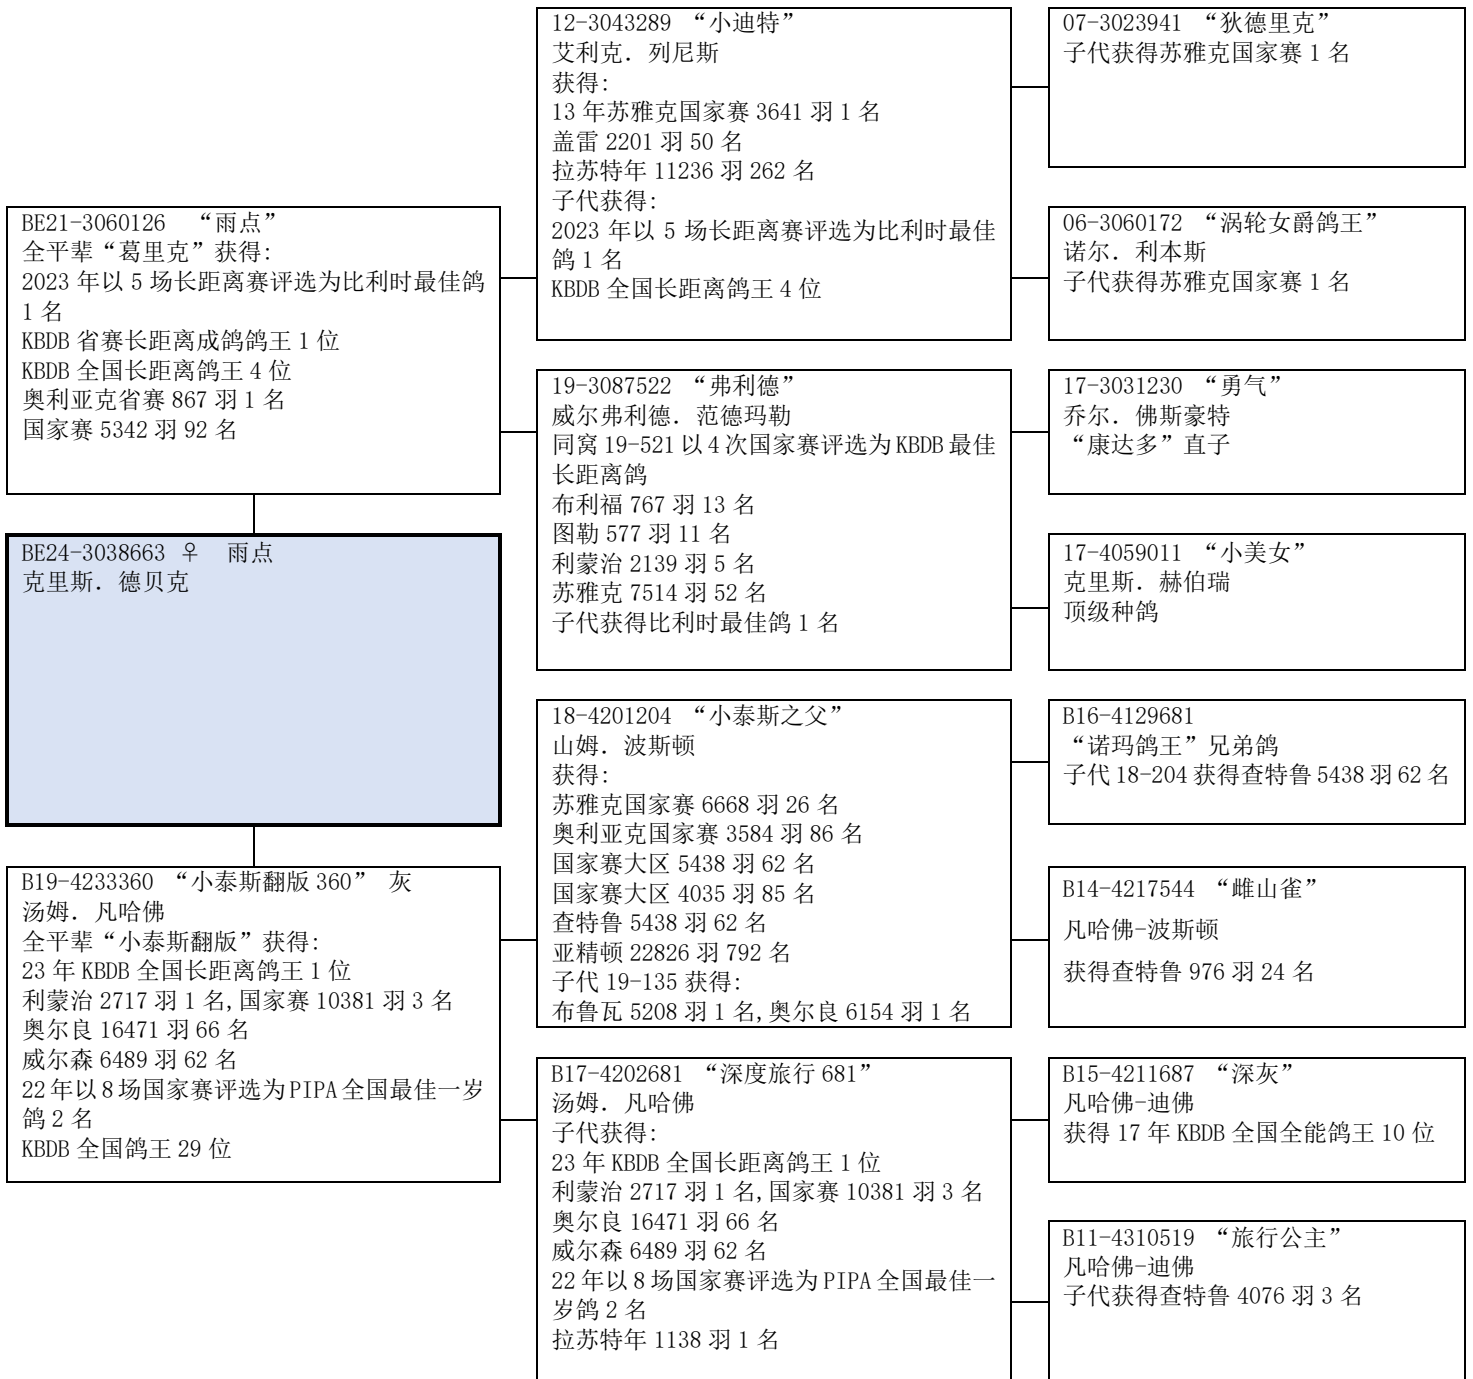 BE21-3060126 “雨点”
全平辈“葛里克”获得:
2023 年以 5 场长距离赛评选为比利时最佳鸽
1 名
KBDB 省赛长距离成鸽鸽王 1 位
KBDB 全国长距离鸽王 4 位
奥利亚克省赛 867 羽 1 名
国家赛 5342 羽 92 名
BE24-3038663 ♀ 雨点
克里斯．德贝克
B19-4233360 “小泰斯翻版 360” 灰
汤姆．凡哈佛
全平辈“小泰斯翻版”获得:
23 年 KBDB 全国长距离鸽王 1 位
利蒙治 2717 羽 1 名,国家赛 10381 羽 3 名
奥尔良 16471 羽 66 名
威尔森 6489 羽 62 名
22 年以 8 场国家赛评选为 PIPA 全国最佳一岁
鸽 2 名
KBDB 全国鸽王 29 位
12-3043289 “小迪特”
艾利克．列尼斯
获得:
13 年苏雅克国家赛 3641 羽 1 名
盖雷 2201 羽 50 名
拉苏特年 11236 羽 262 名
子代获得:
2023 年以 5 场长距离赛评选为比利时最佳
鸽 1 名
KBDB 全国长距离鸽王 4 位
19-3087522 “弗利德”
威尔弗利德．范德玛勒
同窝 19-521 以 4 次国家赛评选为 KBDB 最佳
长距离鸽
布利福 767 羽 13 名
图勒 577 羽 11 名
利蒙治 2139 羽 5 名
苏雅克 7514 羽 52 名
子代获得比利时最佳鸽 1 名
18-4201204 “小泰斯之父”
山姆．波斯顿
获得:
苏雅克国家赛 6668 羽 26 名
奥利亚克国家赛 3584 羽 86 名
国家赛大区 5438 羽 62 名
国家赛大区 4035 羽 85 名
查特鲁 5438 羽 62 名
亚精顿 22826 羽 792 名
子代 19-135 获得:
布鲁瓦 5208 羽 1 名,奥尔良 6154 羽 1 名
B17-4202681 “深度旅行 681”
汤姆．凡哈佛
子代获得:
23 年 KBDB 全国长距离鸽王 1 位
利蒙治 2717 羽 1 名,国家赛 10381 羽 3 名
奥尔良 16471 羽 66 名
威尔森 6489 羽 62 名
22 年以 8 场国家赛评选为 PIPA 全国最佳一
岁鸽 2 名
拉苏特年 1138 羽 1 名
07-3023941 “狄德里克”
子代获得苏雅克国家赛 1 名
06-3060172 “涡轮女爵鸽王”
诺尔．利本斯
子代获得苏雅克国家赛 1 名
17-3031230 “勇气”
乔尔．佛斯豪特
“康达多”直子
17-4059011 “小美女”
克里斯．赫伯瑞
顶级种鸽
B16-4129681
“诺玛鸽王”兄弟鸽
子代 18-204 获得查特鲁 5438 羽 62 名
B14-4217544 “雌山雀”
凡哈佛-波斯顿
获得查特鲁 976 羽 24 名
B15-4211687 “深灰”
凡哈佛-迪佛
获得 17 年 KBDB 全国全能鸽王 10 位
B11-4310519 “旅行公主”
凡哈佛-迪佛
子代获得查特鲁 4076 羽 3 名